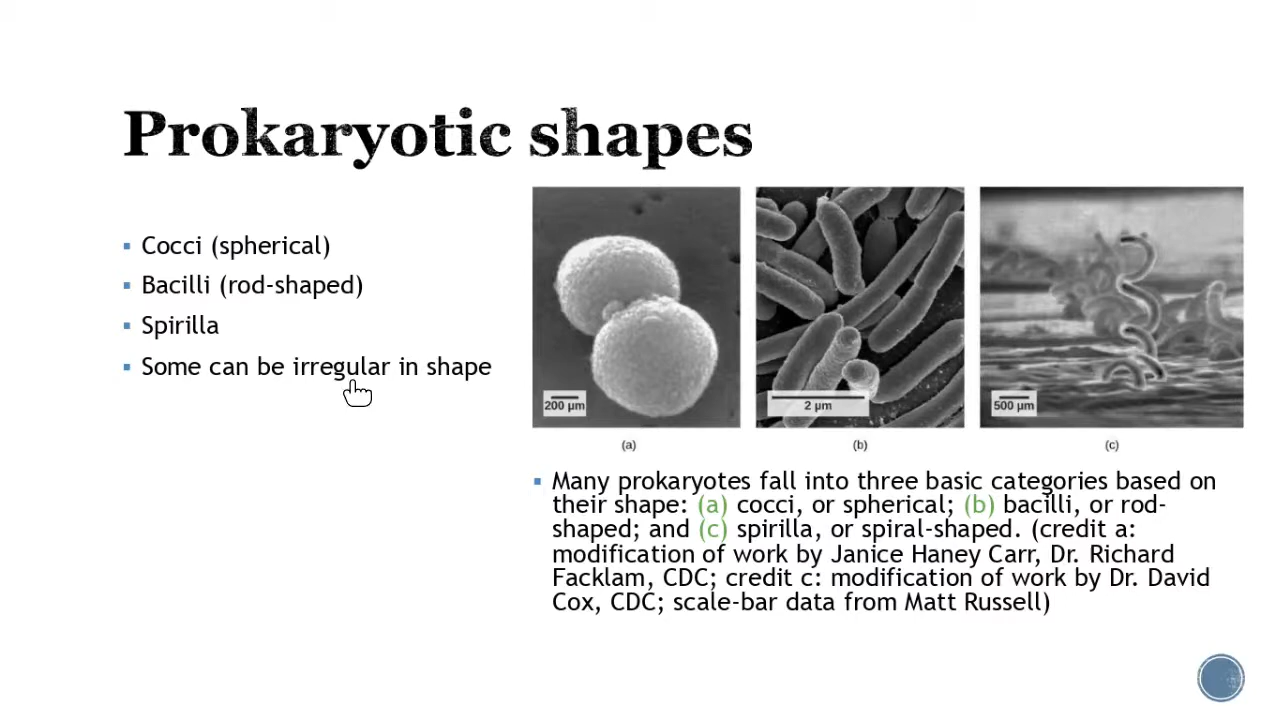 Prokaryotic shapes
Cocci (spherical)
Bacilli (rod-shaped)
Spirilla
Some can be irregular in shape
200 µm
2 µm
500 µm
(a)
(b)
(c)
Many prokaryotes fall into three basic categories based on
their shape: (a) cocci, or spherical; (b) bacilli, or rod-
shaped; and (c) spirilla, or spiral-shaped. (credit a:
modification of work by Janice Haney Carr, Dr. Richard
Facklam, CDC; credit c: modification of work by Dr. David
Cox, CDC; scale-bar data from Matt Russell)